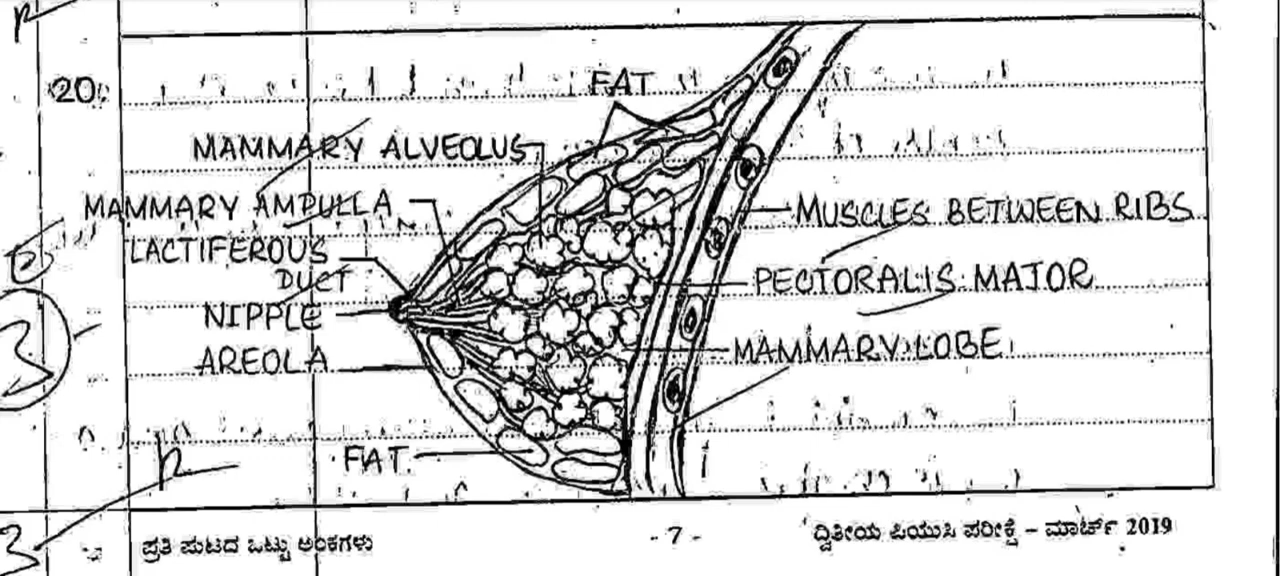 20.
FAT
MAMMARY ALVEOLUS
MAMMARY AMPULLA
LACTIFEROUS
DUCT
NIPPLE
AREOLA
FAT
MUSCLES BETWEEN RIBS
PECTORALIS MAJOR
MAMMARY LOBE
3
3
ಪ್ರತಿ ಪುಟದ ಒಟ್ಟು ಅಂಕಗಳು
- 7 -
ದ್ವಿತೀಯ ಪಿಯುಸಿ ಪರೀಕ್ಷೆ – ಮಾರ್ಚ್ 2019